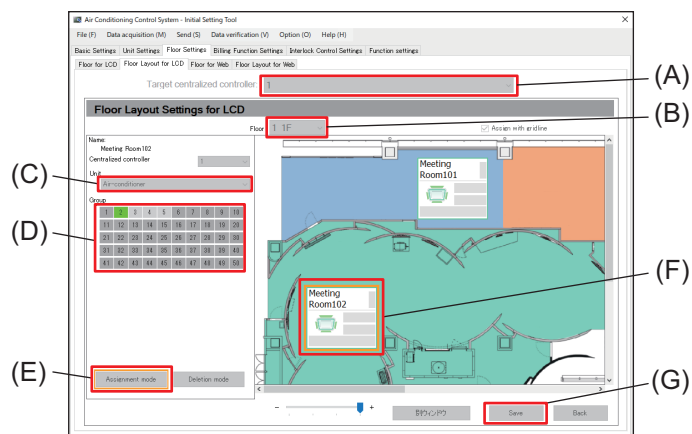 Air Conditioning Control System - Initial Setting Tool
File (F) Data acquisition (M) Send (S) Data verification (V) Option (O) Help (H)
Basic Settings Unit Settings Floor Settings Billing Function Settings Interlock Control Settings Function settings
Floor for LCD Floor Layout for LCD Floor for Web Floor Layout for Web
Target centralized controller 1
(A)
Floor Layout Settings for LCD
Floor 1 1F
Assign with gridline
(B)
Name:
Meeting Room102
Centralized controller 1
Unit
Air-conditioner
(C)
Group
1 2 3 4 5 6 7 8 9 10
11 12 13 14 15 16 17 18 19 20
21 22 23 24 25 26 27 28 29 30
31 32 33 34 35 36 37 38 39 40
41 42 43 44 45 46 47 48 49 50
(D)
Meeting
Room101
Meeting
Room102
(F)
(E)
Assignment mode Deletion mode
(G)
- +
別ウィンドウ Save Back